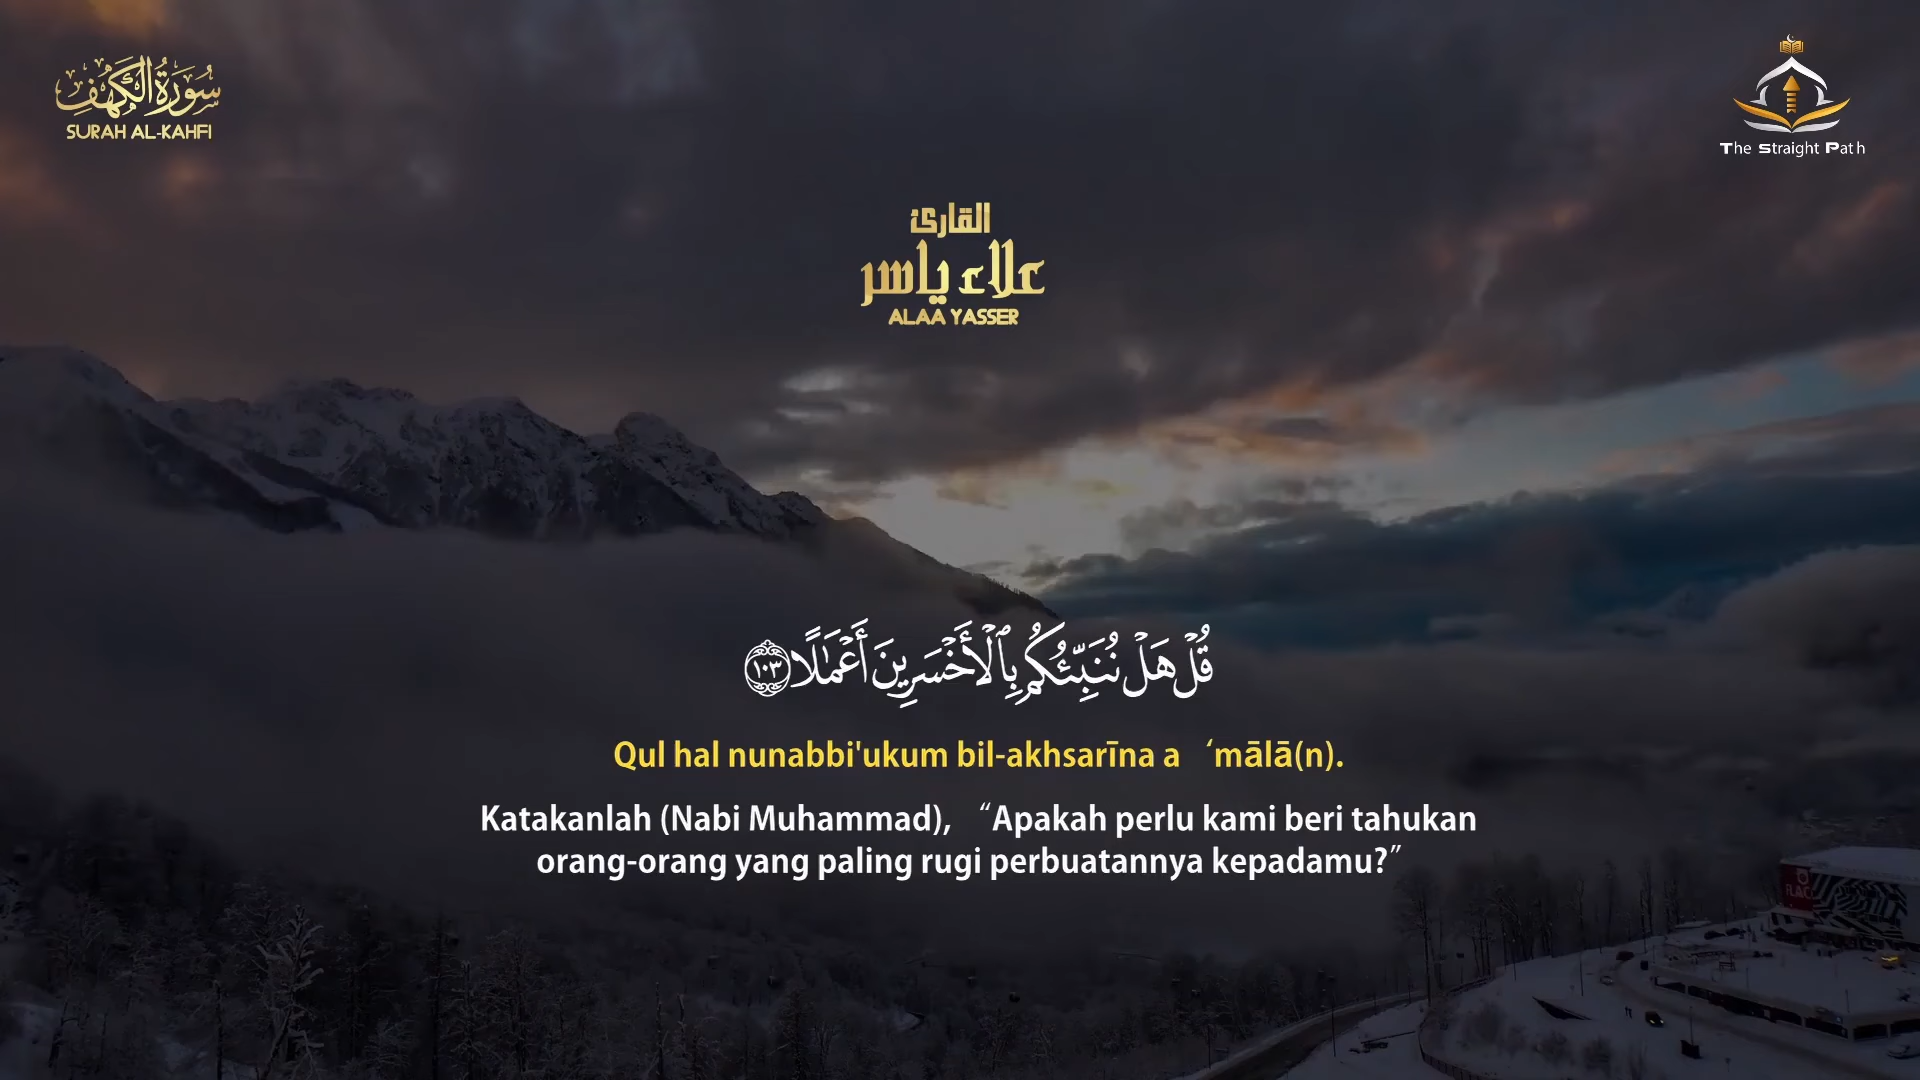 سُورَةُ الْكَهْفِ
SURAH AL-KAHFI
The Straight Path
القارئ
علاء ياسر
ALAA YASSER
قُلْ هَلْ نُنَبِّئُكُم بِٱلْأَخْسَرِينَ أَعْمَٰلًا ١٠٣
Qul hal nunabbi'ukum bil-akhsarīna a ‘mālā(n).
Katakanlah (Nabi Muhammad), “Apakah perlu kami beri tahukan
orang-orang yang paling rugi perbuatannya kepadamu?”